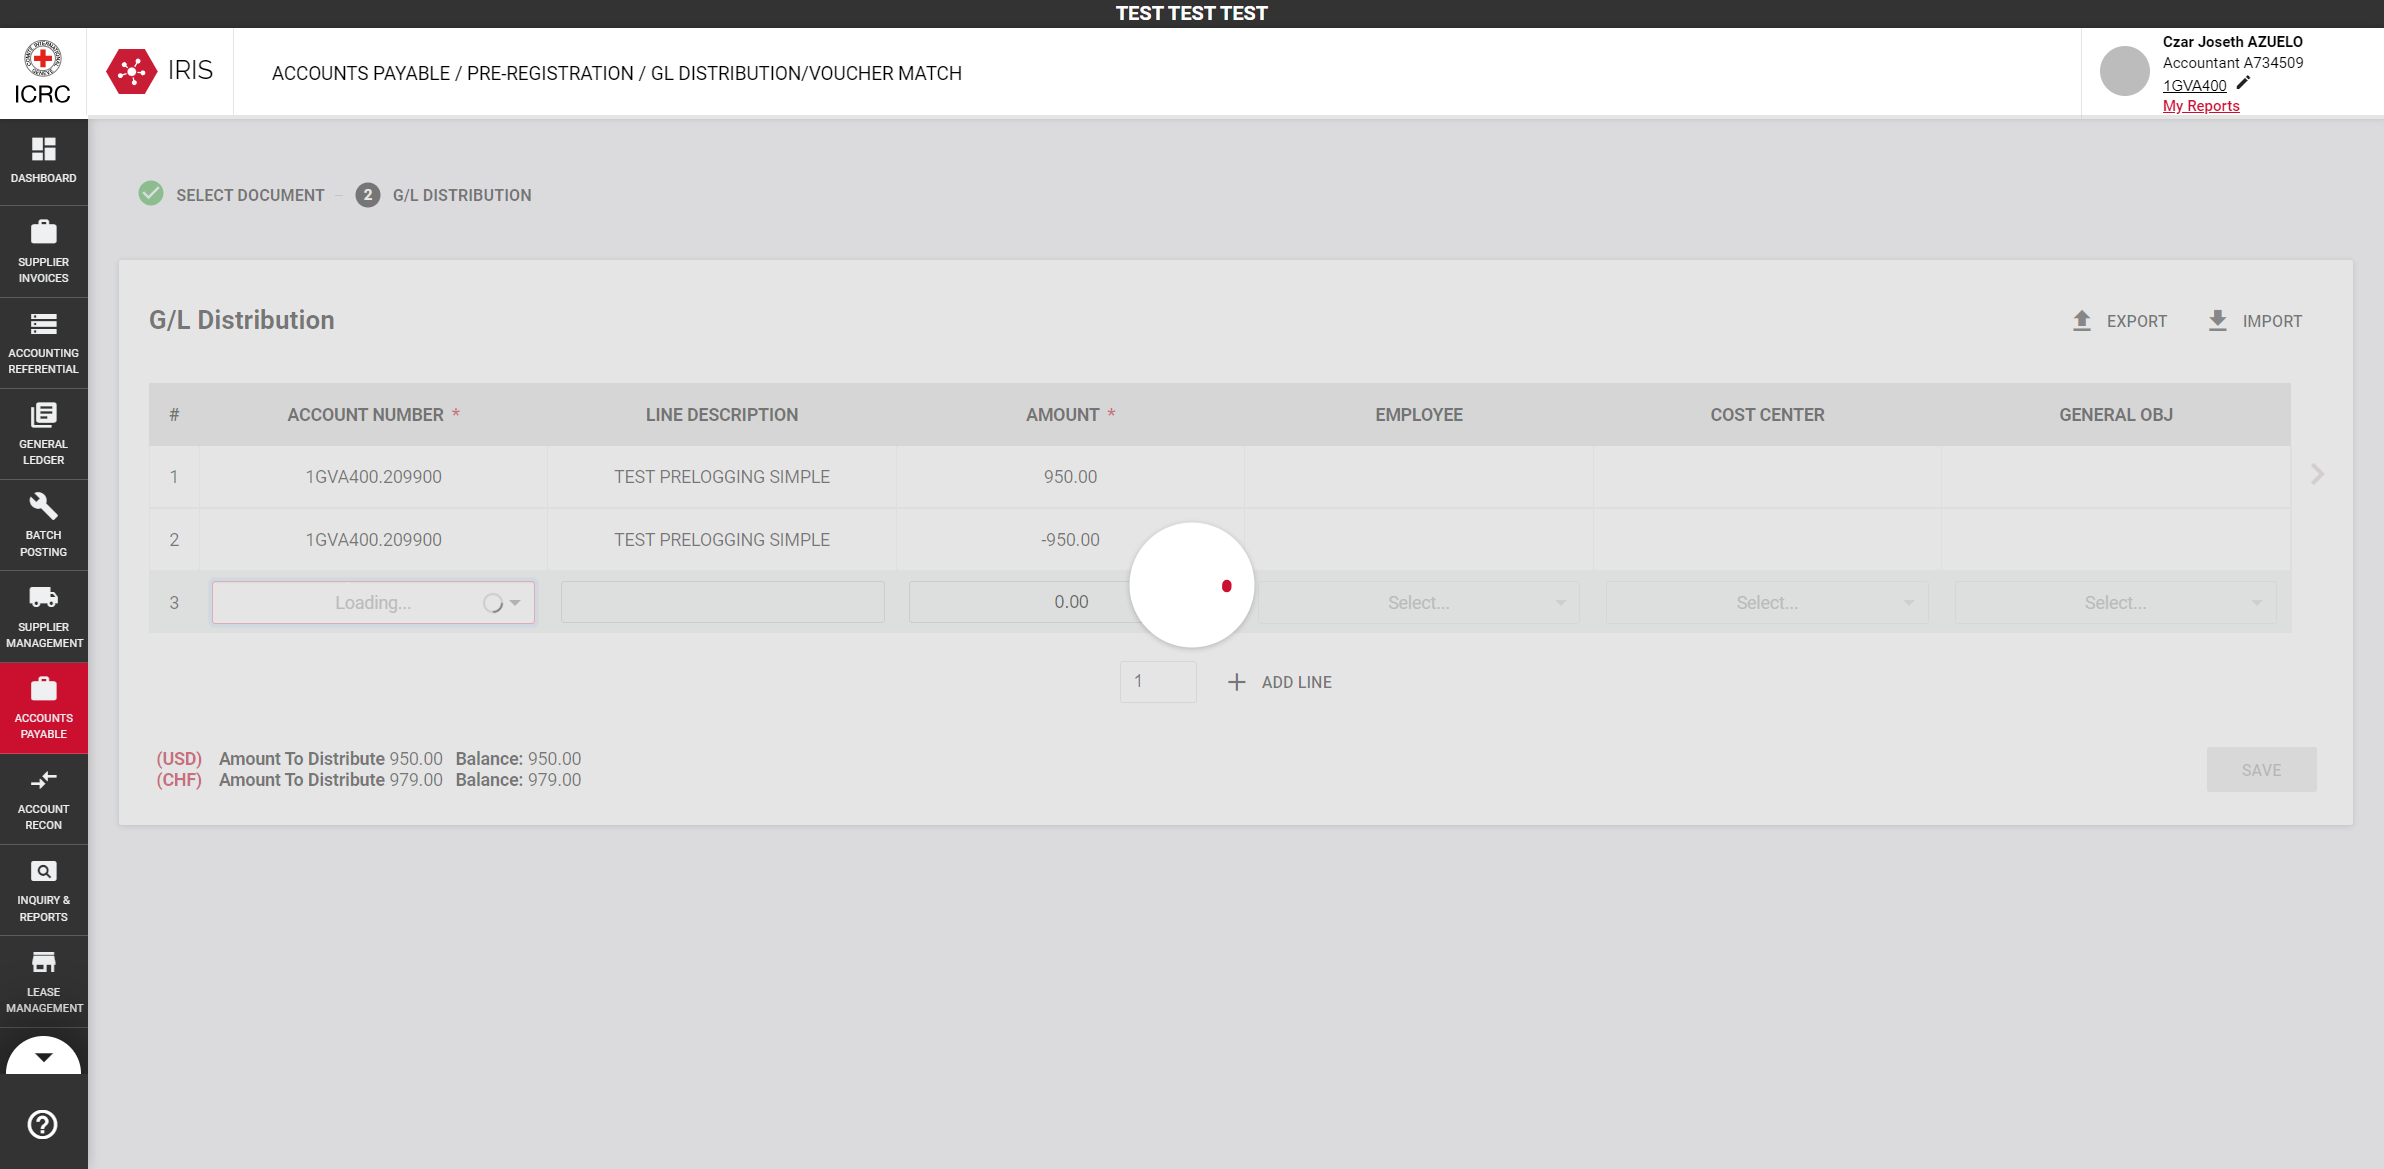 TEST TEST TEST
ICRC
IRIS
ACCOUNTS PAYABLE / PRE-REGISTRATION / GL DISTRIBUTION/VOUCHER MATCH
Czar Joseth AZUELO
Accountant A734509
1GVA400
My Reports
DASHBOARD
SUPPLIER
INVOICES
ACCOUNTING
REFERENTIAL
GENERAL
LEDGER
BATCH
POSTING
SUPPLIER
MANAGEMENT
ACCOUNTS
PAYABLE
ACCOUNT
RECON
INQUIRY &
REPORTS
LEASE
MANAGEMENT
SELECT DOCUMENT – 2 G/L DISTRIBUTION
G/L Distribution
EXPORT IMPORT
# ACCOUNT NUMBER * LINE DESCRIPTION AMOUNT * EMPLOYEE COST CENTER GENERAL OBJ
1 1GVA400.209900 TEST PRELOGGING SIMPLE 950.00
2 1GVA400.209900 TEST PRELOGGING SIMPLE -950.00
3 Loading... 0.00 Select... Select... Select...
1 + ADD LINE
(USD) Amount To Distribute 950.00 Balance: 950.00
(CHF) Amount To Distribute 979.00 Balance: 979.00
SAVE